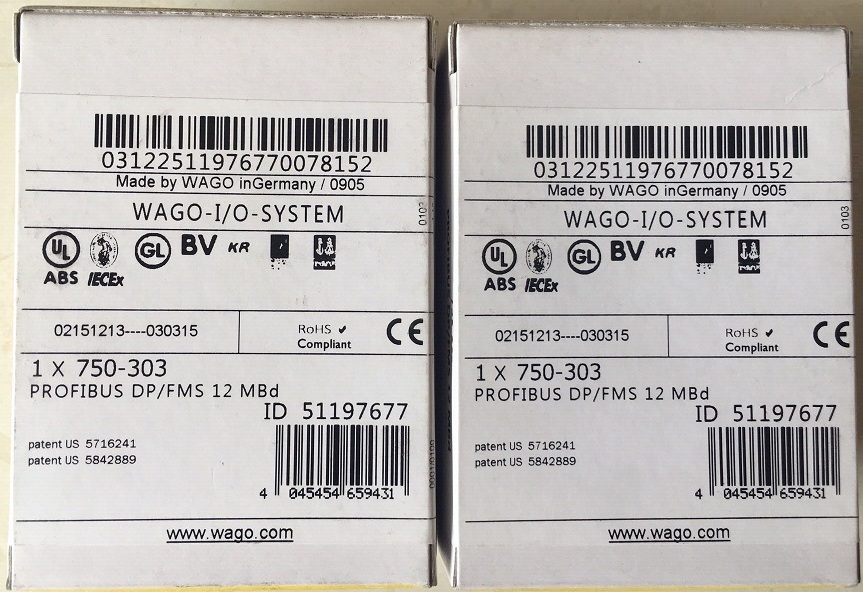 03122511976770078152
Made by WAGO inGermany / 0905
WAGO-I/O-SYSTEM
0103
UL GL BV KR
ABS IECEx
02151213----030315
RoHS ✔
Compliant
CE
1 X 750-303
PROFIBUS DP/FMS 12 MBd
ID 51197677
patent US 5716241
patent US 5842889
4 045454 659431
www.wago.com
03122511976770078152
Made by WAGO inGermany / 0905
WAGO-I/O-SYSTEM
0103
UL GL BV KR
ABS IECEx
02151213----030315
RoHS ✔
Compliant
CE
1 X 750-303
PROFIBUS DP/FMS 12 MBd
ID 51197677
patent US 5716241
patent US 5842889
4 045454 659431
www.wago.com